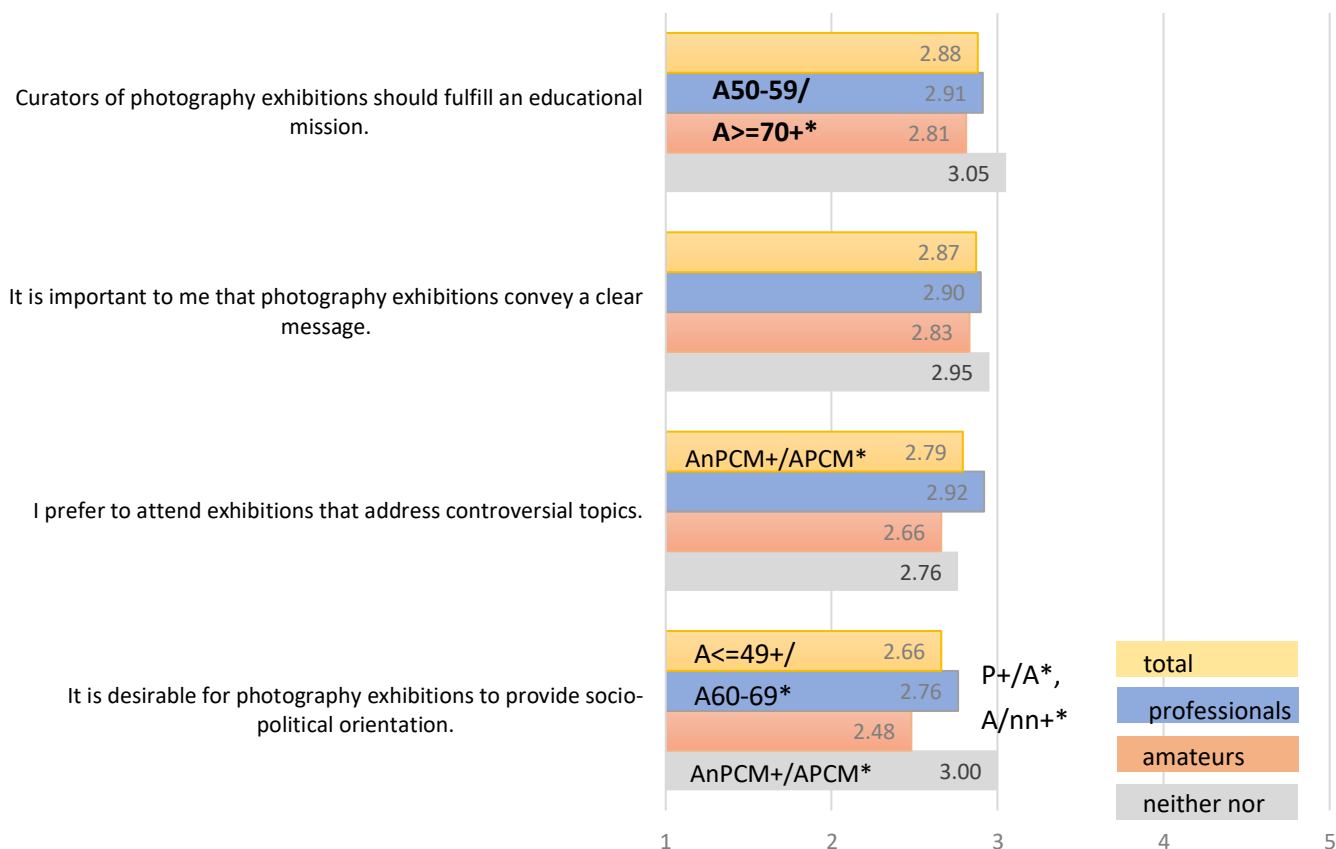 Curators of photography exhibitions should fulfill an educational
mission.
A50-59/
A>=70+*
2.88
2.91
2.81
3.05
It is important to me that photography exhibitions convey a clear
message.
2.87
2.90
2.83
2.95
I prefer to attend exhibitions that address controversial topics.
AnPCM+/APCM*
2.79
2.92
2.66
2.76
It is desirable for photography exhibitions to provide socio-
political orientation.
A<=49+/
A60-69*
AnPCM+/APCM*
2.66
2.76
2.48
3.00
P+/A*,
A/nn+*
total
professionals
amateurs
neither nor
1 2 3 4 5